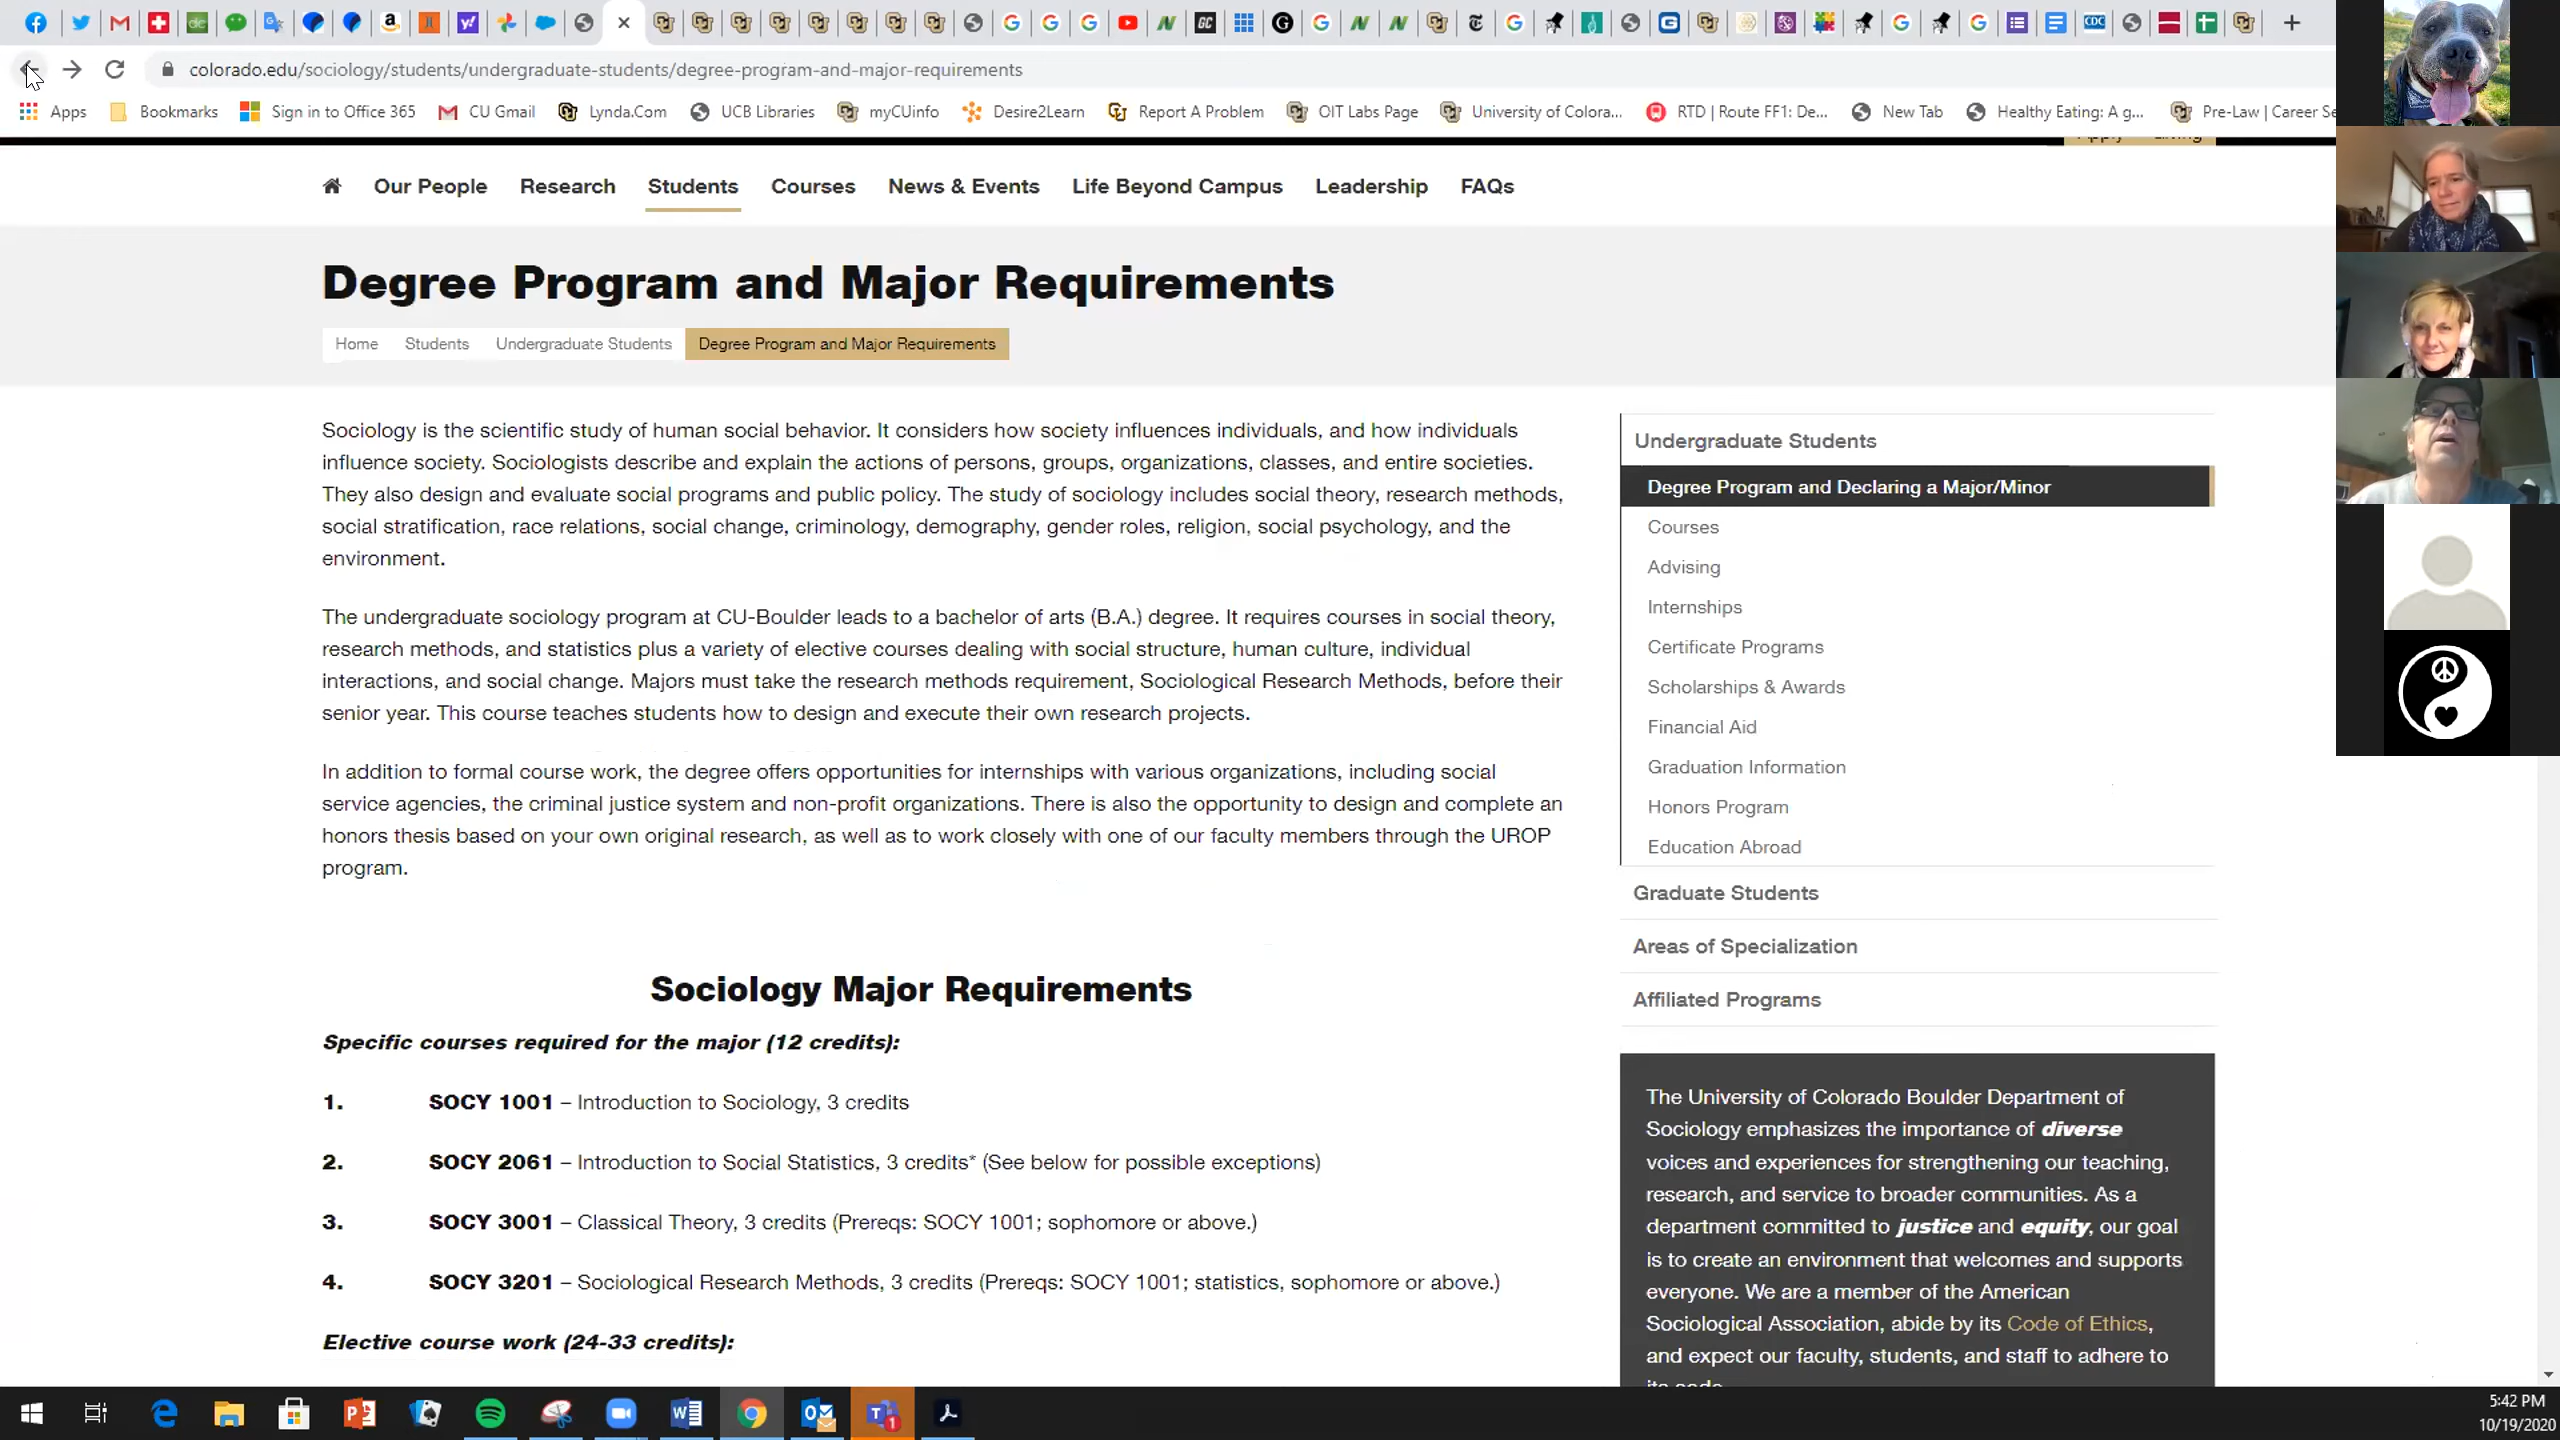 colorado.edu/sociology/students/undergraduate-students/degree-program-and-major-requirements
Apps Bookmarks Sign in to Office 365 CU Gmail Lynda.Com UCB Libraries myCUinfo Desire2Learn Report A Problem OIT Labs Page University of Colora... RTD | Route FF1: De... New Tab Healthy Eating: A g... Pre-Law | Career Se
Our People Research Students Courses News & Events Life Beyond Campus Leadership FAQs
Degree Program and Major Requirements
Home Students Undergraduate Students Degree Program and Major Requirements
Sociology is the scientific study of human social behavior. It considers how society influences individuals, and how individuals
influence society. Sociologists describe and explain the actions of persons, groups, organizations, classes, and entire societies.
They also design and evaluate social programs and public policy. The study of sociology includes social theory, research methods,
social stratification, race relations, social change, criminology, demography, gender roles, religion, social psychology, and the
environment.
The undergraduate sociology program at CU-Boulder leads to a bachelor of arts (B.A.) degree. It requires courses in social theory,
research methods, and statistics plus a variety of elective courses dealing with social structure, human culture, individual
interactions, and social change. Majors must take the research methods requirement, Sociological Research Methods, before their
senior year. This course teaches students how to design and execute their own research projects.
In addition to formal course work, the degree offers opportunities for internships with various organizations, including social
service agencies, the criminal justice system and non-profit organizations. There is also the opportunity to design and complete an
honors thesis based on your own original research, as well as to work closely with one of our faculty members through the UROP
program.
Sociology Major Requirements
Specific courses required for the major (12 credits):
1. SOCY 1001 – Introduction to Sociology, 3 credits
2. SOCY 2061 – Introduction to Social Statistics, 3 credits* (See below for possible exceptions)
3. SOCY 3001 – Classical Theory, 3 credits (Prereqs: SOCY 1001; sophomore or above.)
4. SOCY 3201 – Sociological Research Methods, 3 credits (Prereqs: SOCY 1001; statistics, sophomore or above.)
Elective course work (24-33 credits):
Undergraduate Students
Degree Program and Declaring a Major/Minor
Courses
Advising
Internships
Certificate Programs
Scholarships & Awards
Financial Aid
Graduation Information
Honors Program
Education Abroad
Graduate Students
Areas of Specialization
Affiliated Programs
The University of Colorado Boulder Department of
Sociology emphasizes the importance of diverse
voices and experiences for strengthening our teaching,
research, and service to broader communities. As a
department committed to justice and equity, our goal
is to create an environment that welcomes and supports
everyone. We are a member of the American
Sociological Association, abide by its Code of Ethics,
and expect our faculty, students, and staff to adhere to
its code.
5:42 PM
10/19/2020